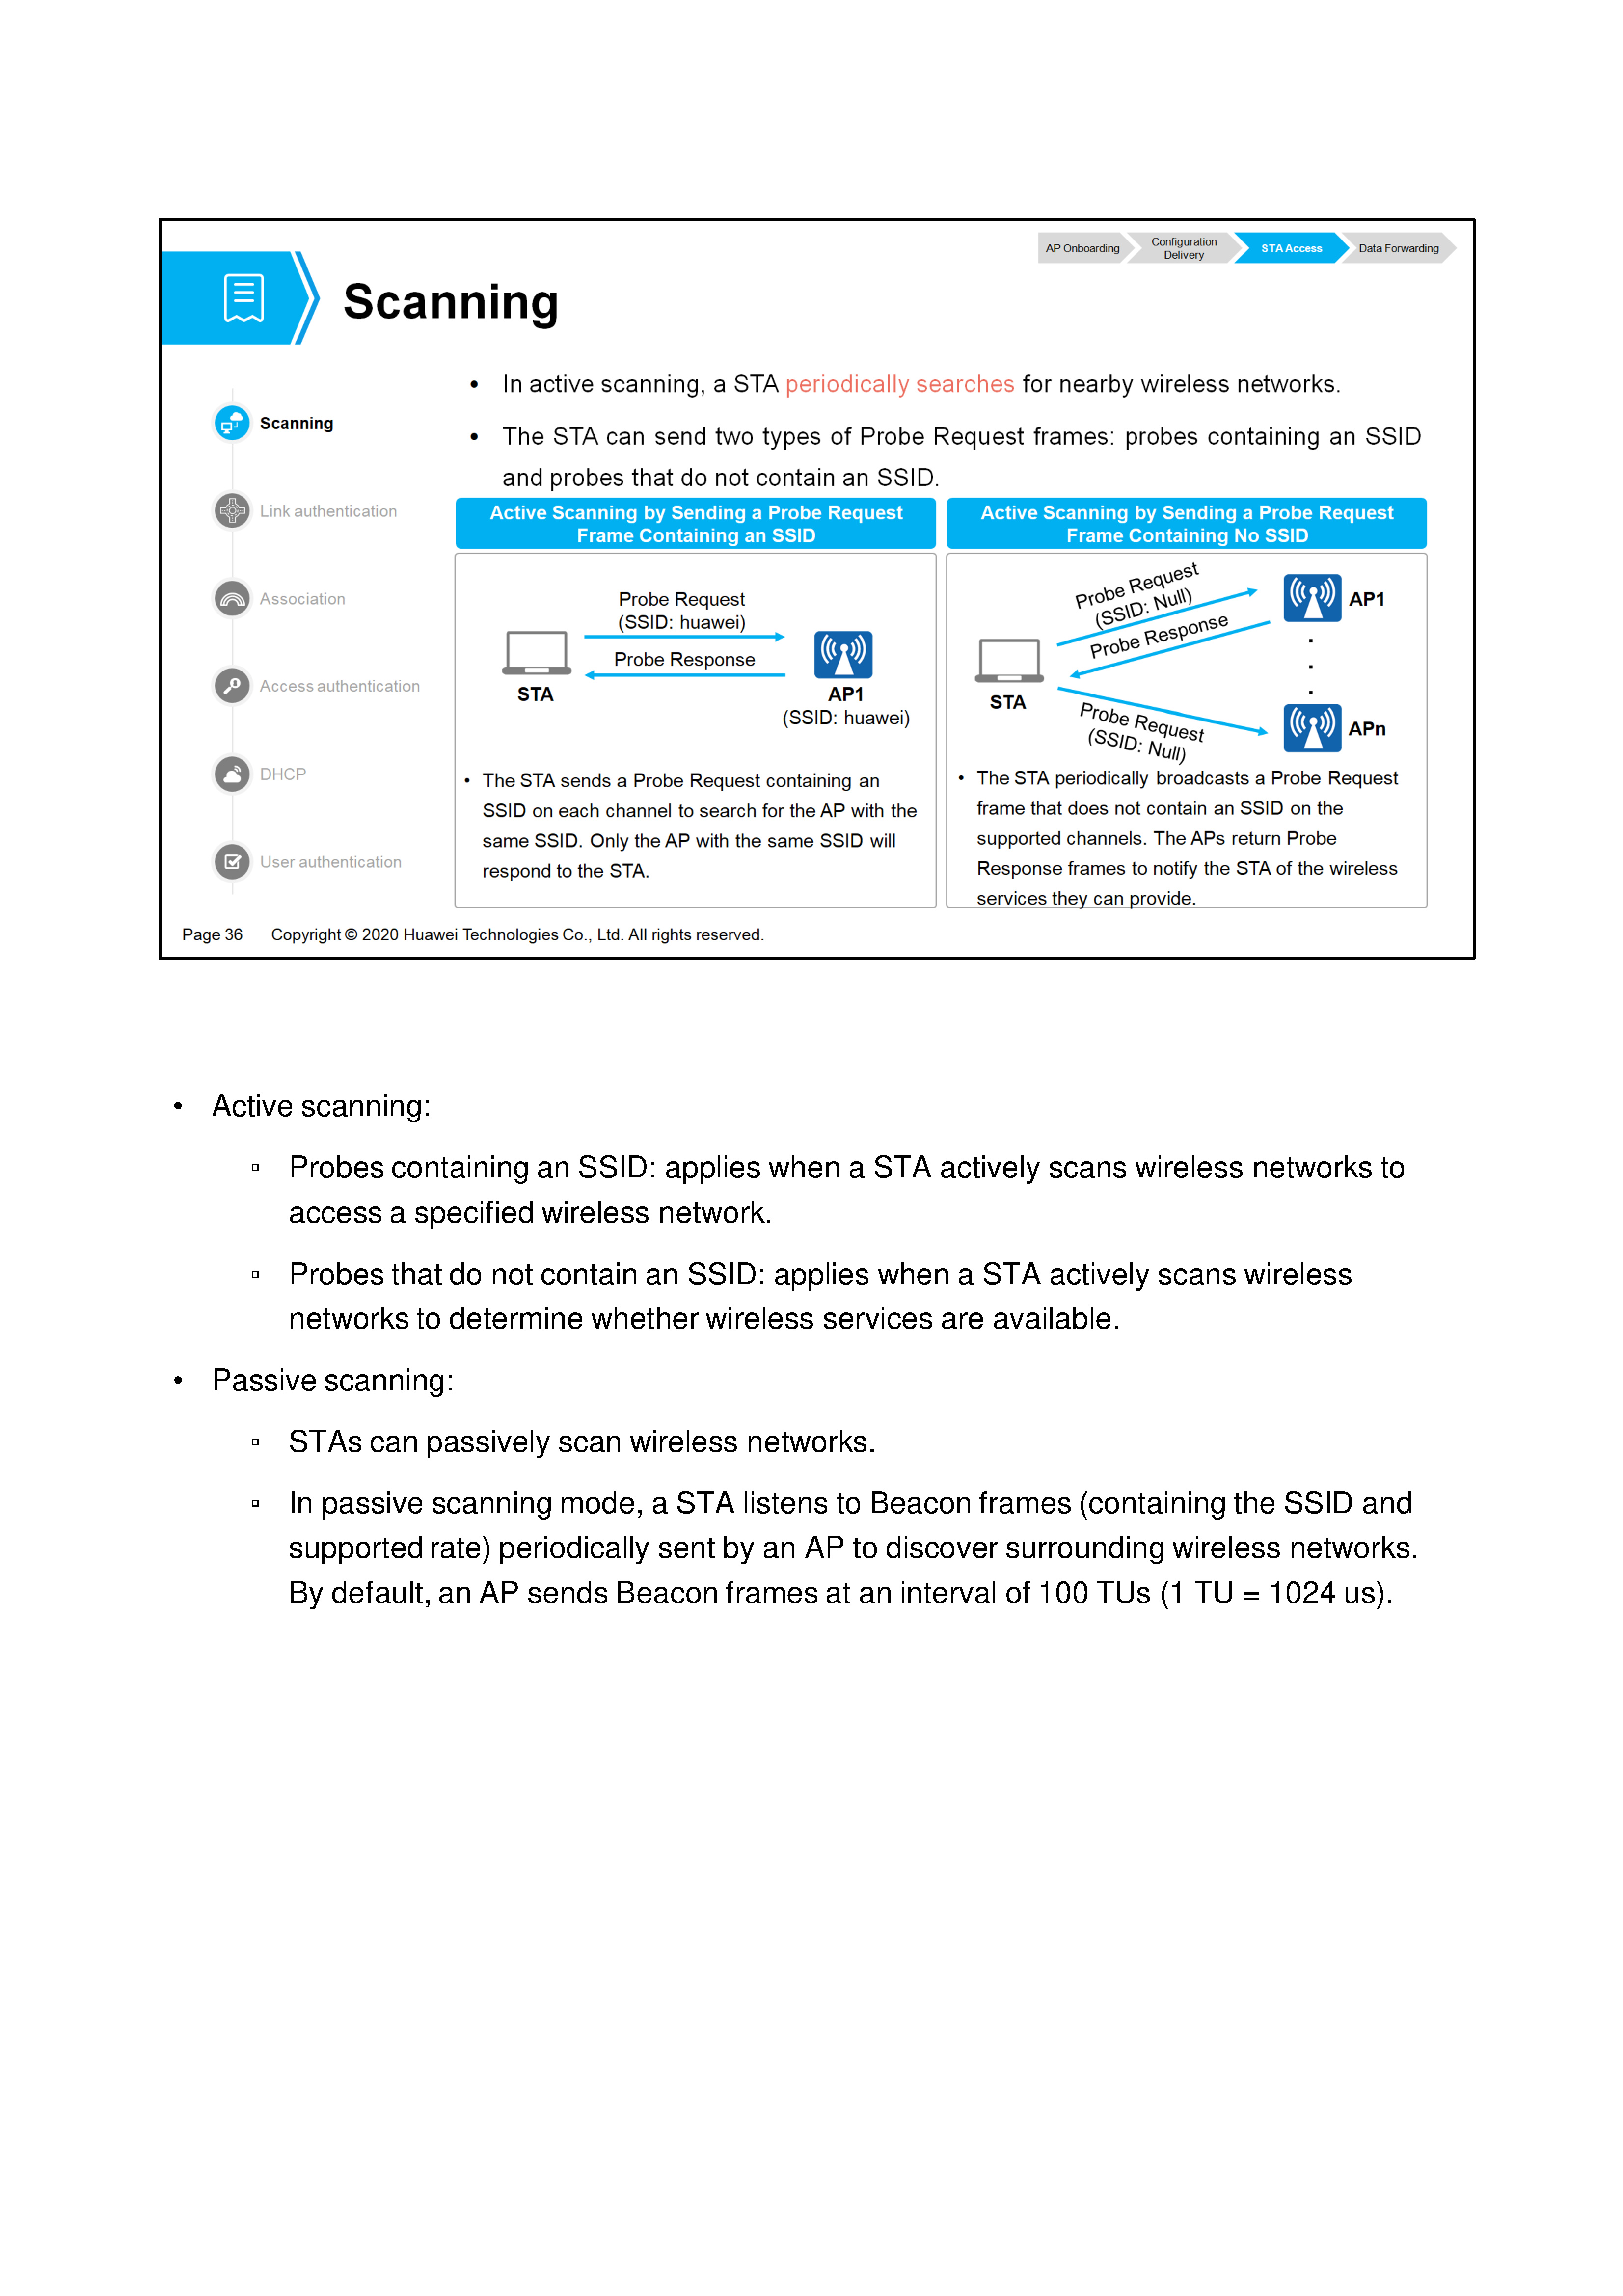 AP Onboarding
Configuration
Delivery
STA Access
Data Forwarding
Scanning
• In active scanning, a STA periodically searches for nearby wireless networks.
• The STA can send two types of Probe Request frames: probes containing an SSID
and probes that do not contain an SSID.
Scanning
Link authentication
Association
Access authentication
DHCP
User authentication
Active Scanning by Sending a Probe Request
Frame Containing an SSID
Probe Request
(SSID: huawei)
Probe Response
STA
AP1
(SSID: huawei)
• The STA sends a Probe Request containing an
SSID on each channel to search for the AP with the
same SSID. Only the AP with the same SSID will
respond to the STA.
Active Scanning by Sending a Probe Request
Frame Containing No SSID
Probe Request
(SSID: Null)
Probe Response
AP1
STA
Probe Request
(SSID: Null)
APn
• The STA periodically broadcasts a Probe Request
frame that does not contain an SSID on the
supported channels. The APs return Probe
Response frames to notify the STA of the wireless
services they can provide.
Page 36 Copyright © 2020 Huawei Technologies Co., Ltd. All rights reserved.
• Active scanning:
▫ Probes containing an SSID: applies when a STA actively scans wireless networks to
access a specified wireless network.
▫ Probes that do not contain an SSID: applies when a STA actively scans wireless
networks to determine whether wireless services are available.
• Passive scanning:
▫ STAs can passively scan wireless networks.
▫ In passive scanning mode, a STA listens to Beacon frames (containing the SSID and
supported rate) periodically sent by an AP to discover surrounding wireless networks.
By default, an AP sends Beacon frames at an interval of 100 TUs (1 TU = 1024 us).